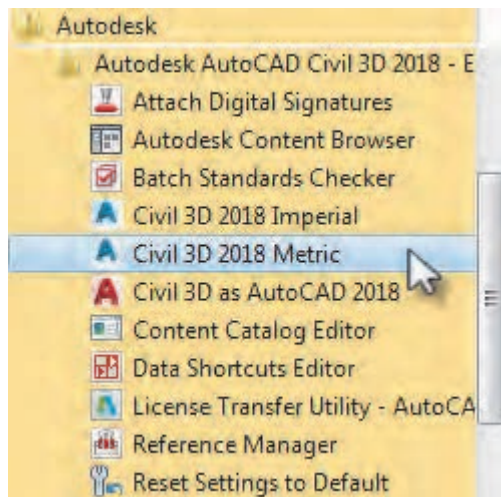 Autodesk
Autodesk AutoCAD Civil 3D 2018 - E
Attach Digital Signatures
Autodesk Content Browser
Batch Standards Checker
Civil 3D 2018 Imperial
Civil 3D 2018 Metric
Civil 3D as AutoCAD 2018
Content Catalog Editor
Data Shortcuts Editor
License Transfer Utility - AutoCA
Reference Manager
Reset Settings to Default